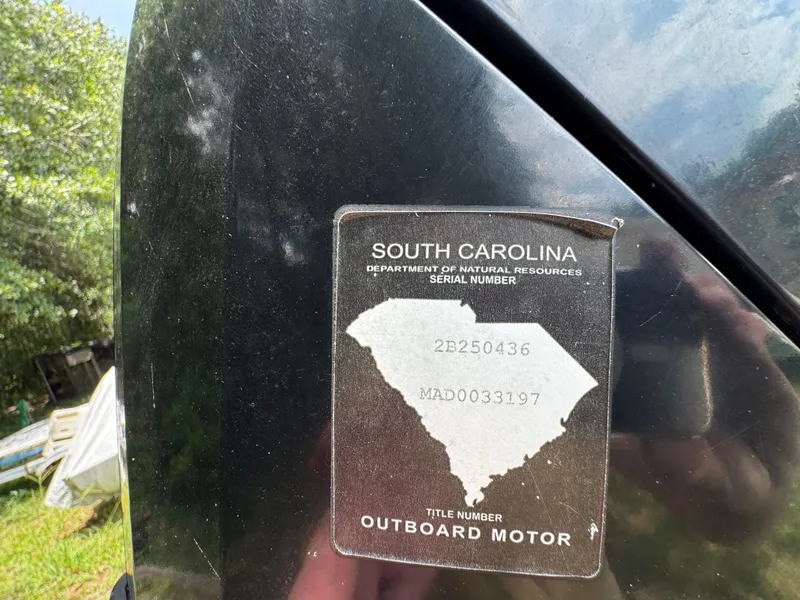 SOUTH CAROLINA
DEPARTMENT OF NATURAL RESOURCES
SERIAL NUMBER
2B250436
MAD0033197
TITLE NUMBER
OUTBOARD MOTOR